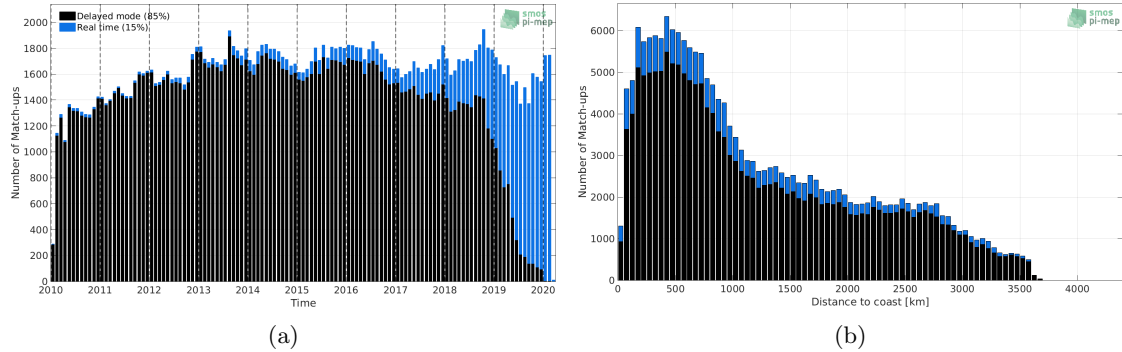 Delayed mode (85%)
Real time (15%)
smos
pi-mep
Number of Match-ups
2000
1800
1600
1400
1200
1000
800
600
400
200
0
2010 2011 2012 2013 2014 2015 2016 2017 2018 2019 2020
Time
(a)
smos
pi-mep
Number of Match-ups
6000
5000
4000
3000
2000
1000
0
0 500 1000 1500 2000 2500 3000 3500 4000
Distance to coast [km]
(b)